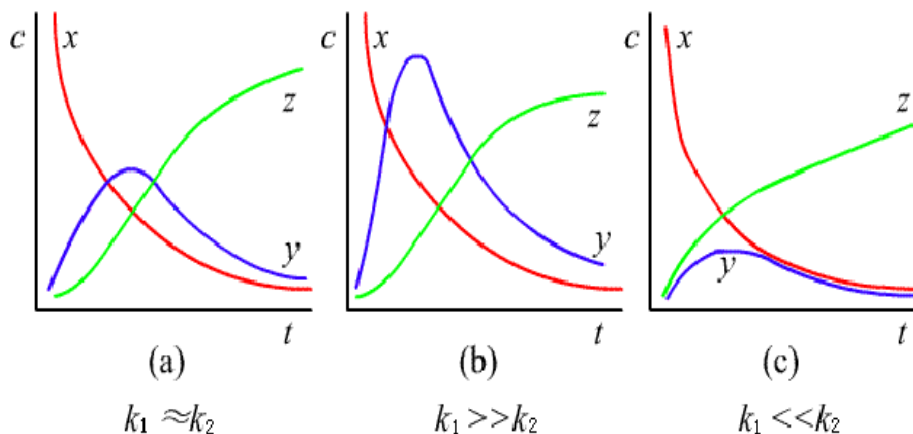 c x z y t
c x z y t
x z y t
(a) (b) (c)
k₁ ≈k₂ k₁ >>k₂ k₁ <<k₂